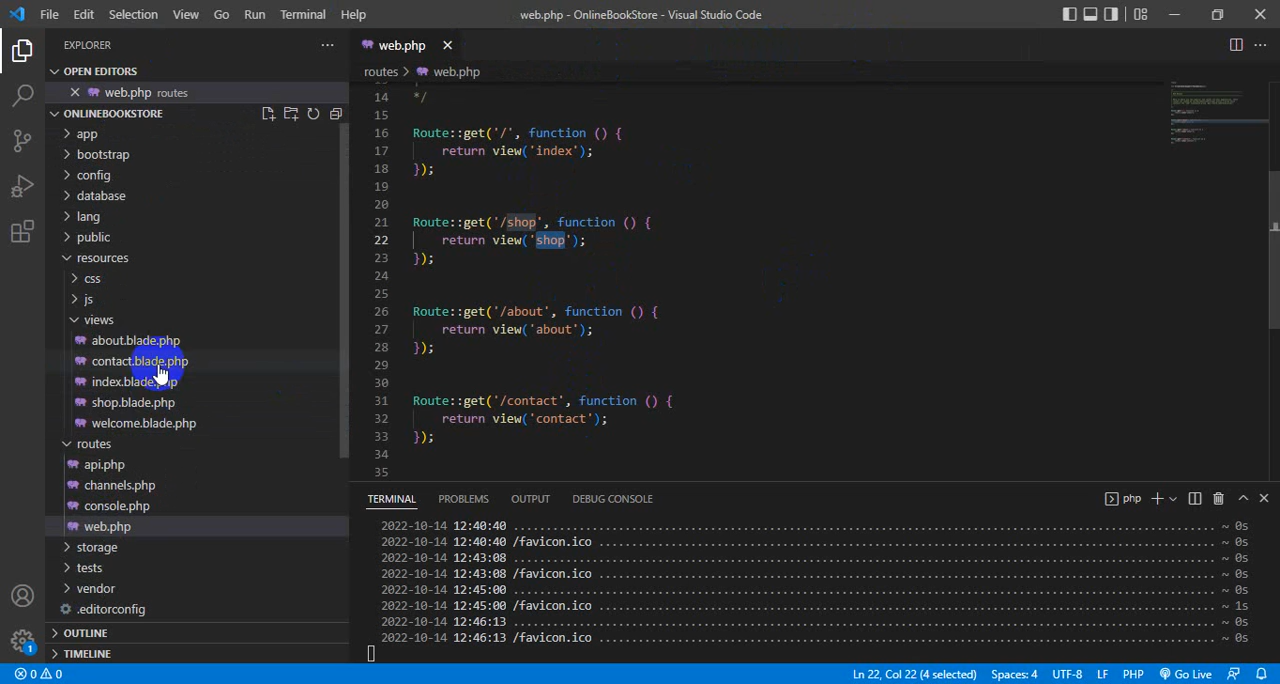 File Edit Selection View Go Run Terminal Help
web.php - OnlineBookStore - Visual Studio Code
EXPLORER
OPEN EDITORS
web.php routes
ONLINEBOOKSTORE
app
bootstrap
config
database
lang
public
resources
css
js
views
about.blade.php
contact.blade.php
index.blade.php
shop.blade.php
welcome.blade.php
routes
api.php
channels.php
console.php
web.php
storage
tests
vendor
.editorconfig
OUTLINE
TIMELINE
web.php
routes > web.php
14 */
15
16 Route::get('/', function () {
17 return view('index');
18 });
19
20
21 Route::get('/shop', function () {
22 return view('shop');
23 });
24
25
26 Route::get('/about', function () {
27 return view('about');
28 });
29
30
31 Route::get('/contact', function () {
32 return view('contact');
33 });
34
35
TERMINAL PROBLEMS OUTPUT DEBUG CONSOLE
php
2022-10-14 12:40:40 ........ ~ 0s
2022-10-14 12:40:40 /favicon.ico ........ ~ 0s
2022-10-14 12:43:08 ........ ~ 0s
2022-10-14 12:43:08 /favicon.ico ........ ~ 0s
2022-10-14 12:45:00 ........ ~ 0s
2022-10-14 12:45:00 /favicon.ico ........ ~ 1s
2022-10-14 12:46:13 ........ ~ 0s
2022-10-14 12:46:13 /favicon.ico ........ ~ 0s
1
0 0
Ln 22, Col 22 (4 selected) Spaces: 4 UTF-8 LF PHP Go Live